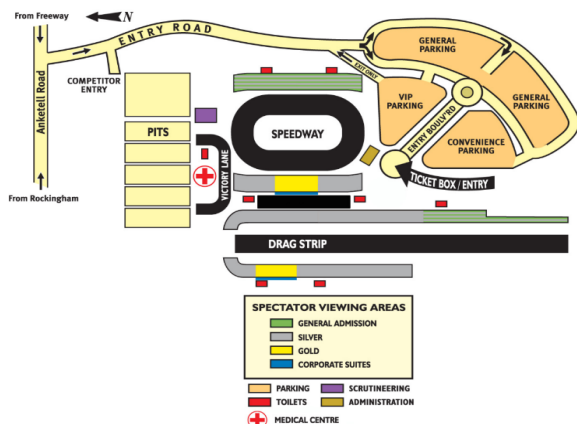 From Freeway
N
ENTRY ROAD
Anketell Road
COMPETITOR
ENTRY
From Rockingham
GENERAL
PARKING
EXIT ONLY
VIP
PARKING
GENERAL
PARKING
ENTRY BOULV'RD
CONVENIENCE
PARKING
TICKET BOX / ENTRY
PITS
VICTORY LANE
SPEEDWAY
DRAG STRIP
SPECTATOR VIEWING AREAS
GENERAL ADMISSION
SILVER
GOLD
CORPORATE SUITES
PARKING
SCRUTINEERING
TOILETS
ADMINISTRATION
MEDICAL CENTRE